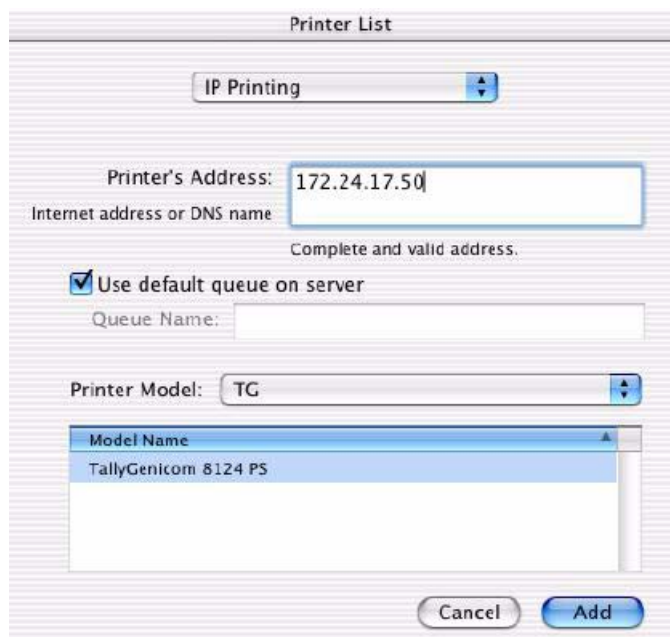 Printer List
IP Printing
Printer's Address: 172.24.17.50
Internet address or DNS name
Complete and valid address.
Use default queue on server
Queue Name:
Printer Model: TG
Model Name
TallyGenicom 8124 PS
Cancel Add